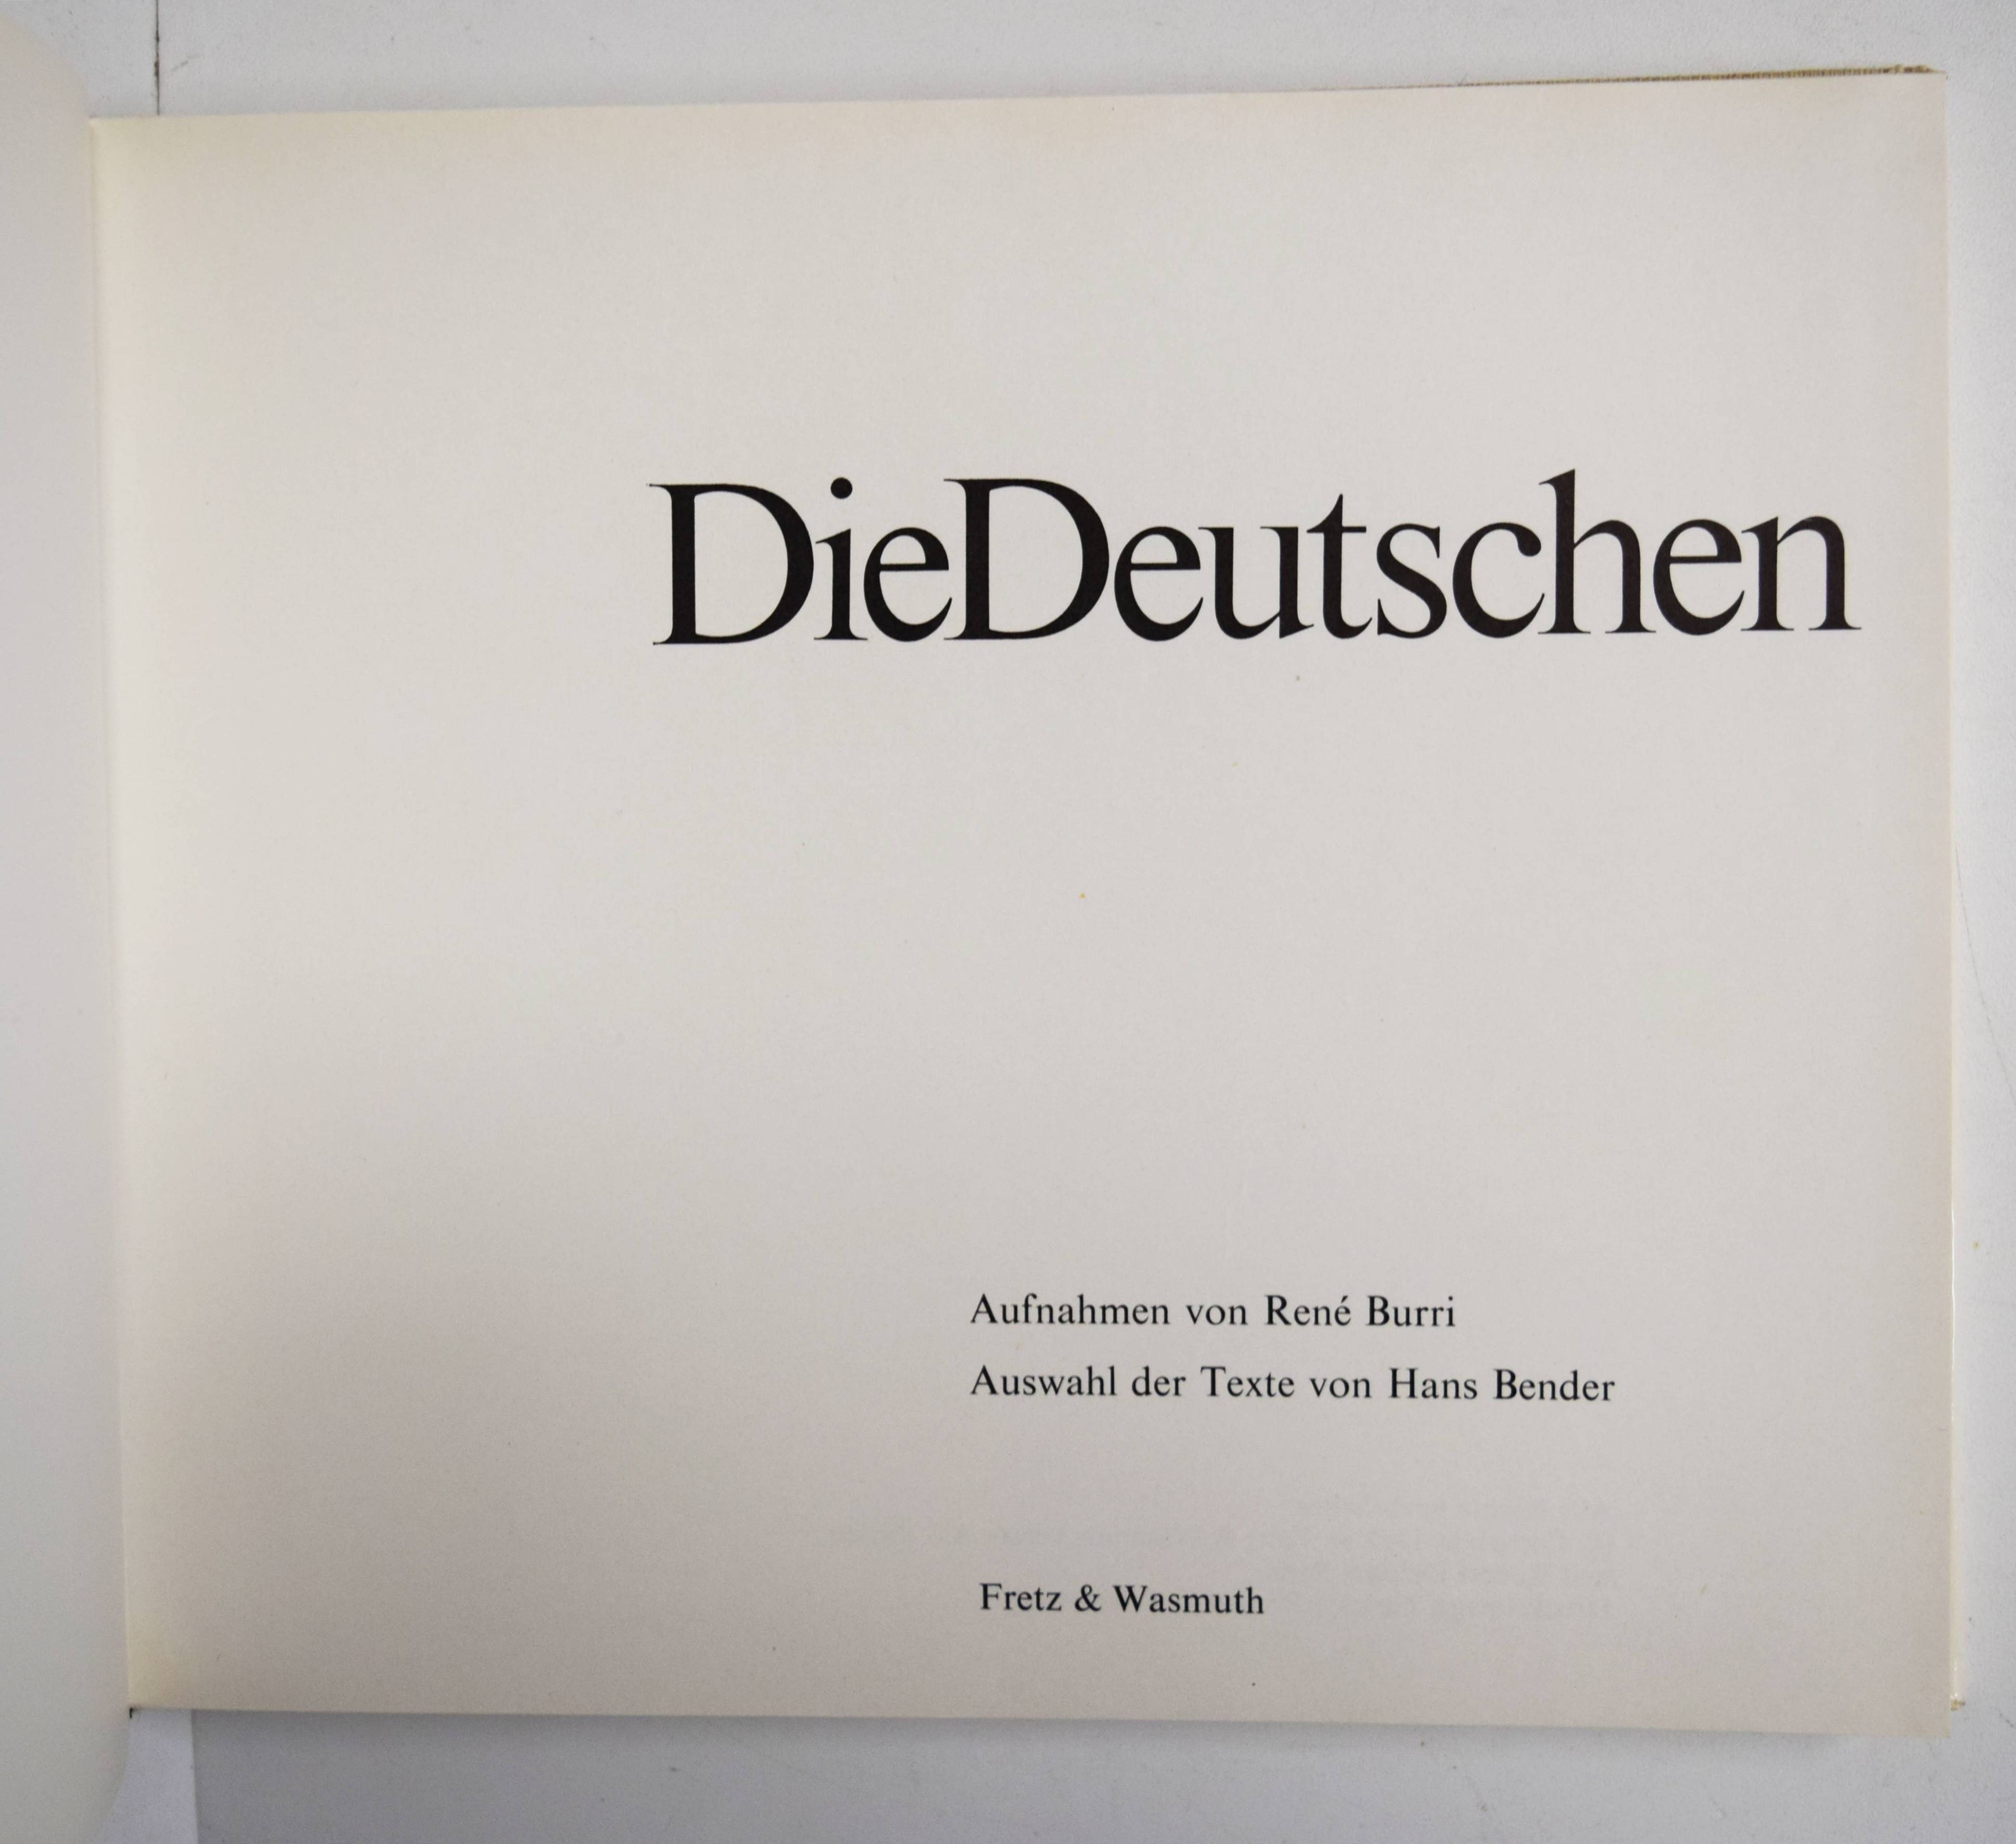 DieDeutschen
Aufnahmen von René Burri
Auswahl der Texte von Hans Bender
Fretz & Wasmuth